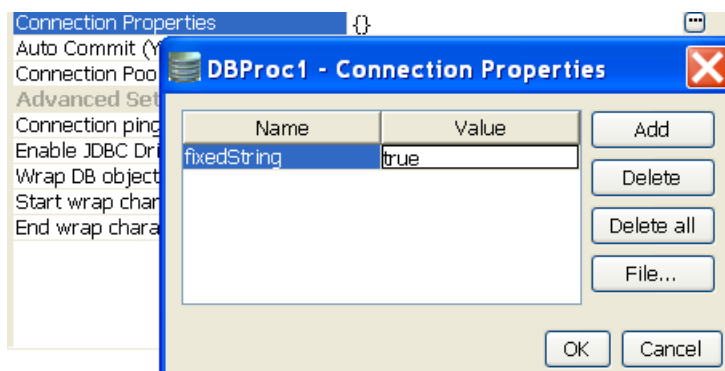 Connection Properties {}
Auto Commit (Y
DBProc1 - Connection Properties
Connection Poo
Advanced Set
Connection ping
Enable JDBC Dri
Wrap DB object
Start wrap char
End wrap chara
Name Value
fixedString true
Add
Delete
Delete all
File...
OK Cancel